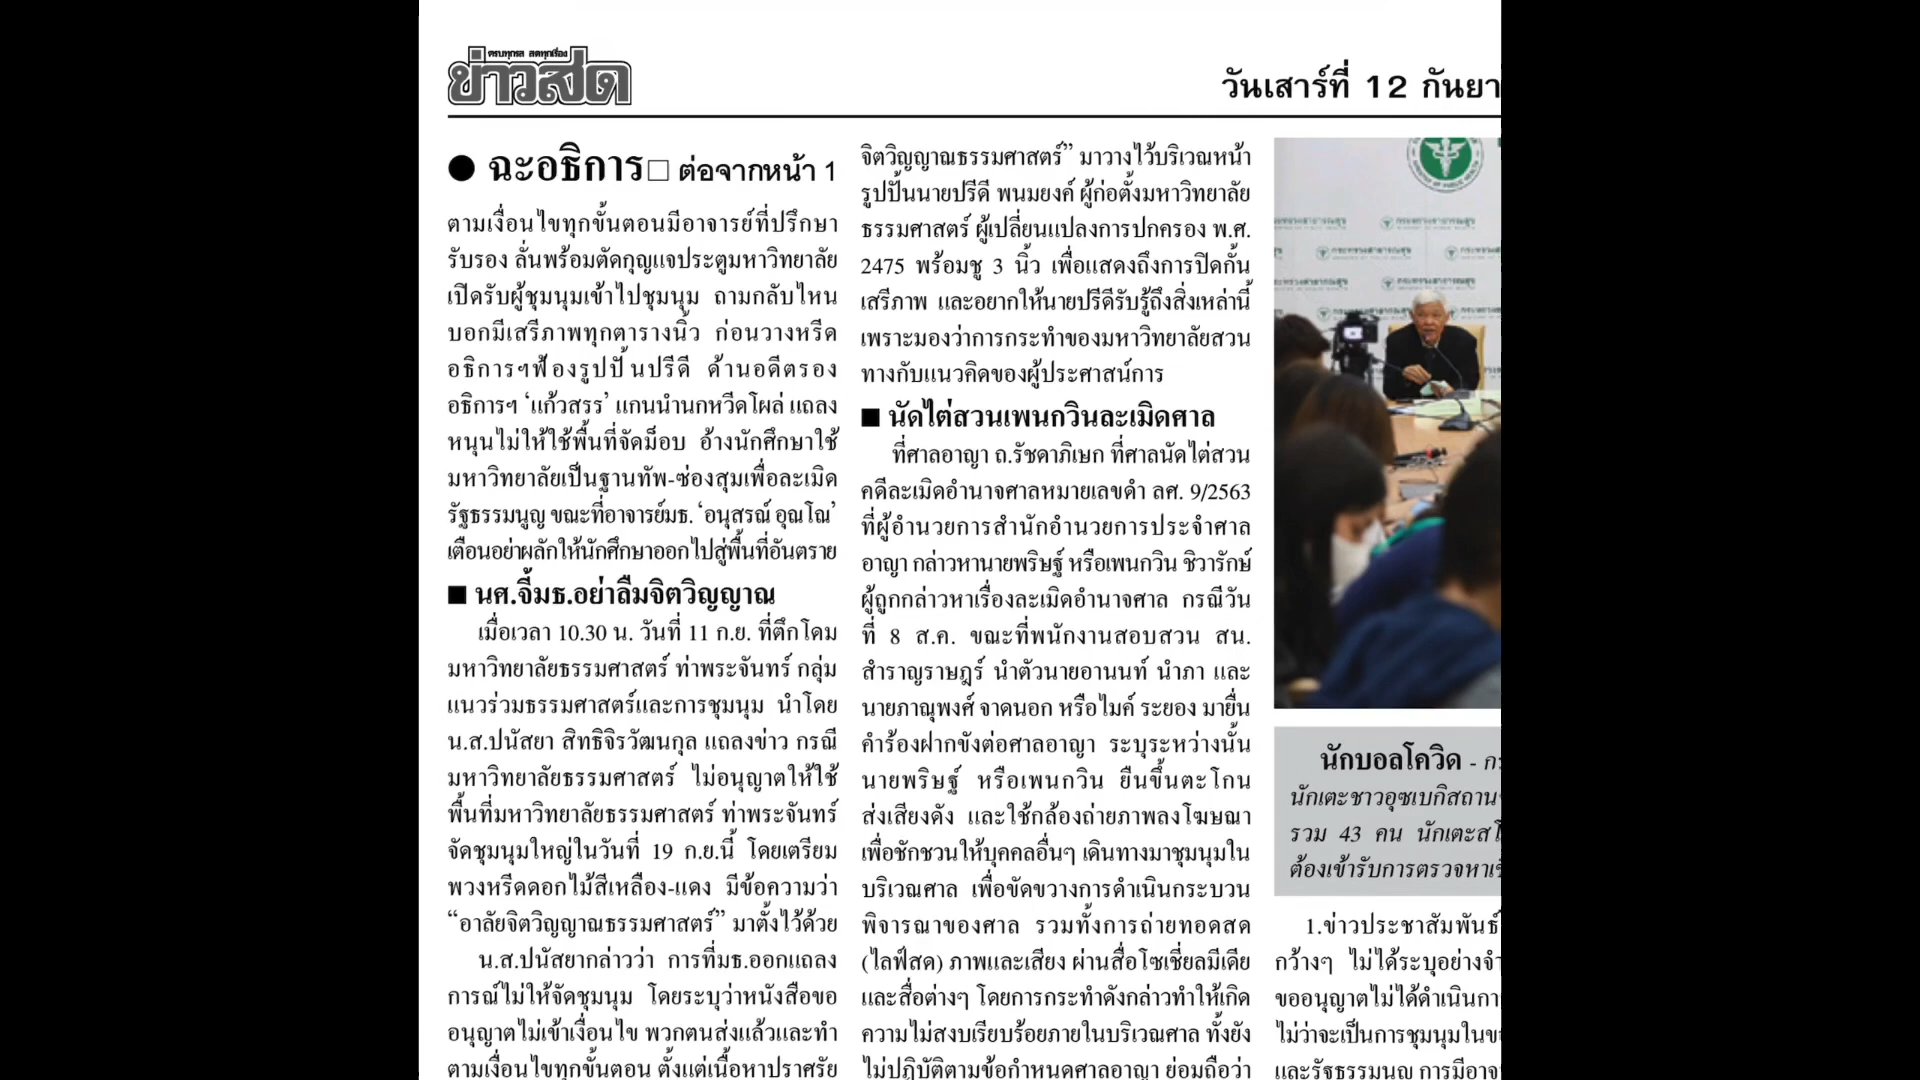 ครบทุกรส สดทุกเรื่อง
ข่าวสด
วันเสาร์ที่ 12 กันยา
● ฉะอธิการ □ ต่อจากหน้า 1
ตามเงื่อนไขทุกขั้นตอนมีอาจารย์ที่ปรึกษา
รับรอง ลั่นพร้อมตัดกุญแจประตูมหาวิทยาลัย
เปิดรับผู้ชุมนุมเข้าไปชุมนุม ถามกลับไหน
บอกมีเสรีภาพทุกตารางนิ้ว ก่อนวางหรีด
อธิการฯฟ้องรูปปั้นปรีดี ด้านอดีตรอง
อธิการฯ ‘แก้วสรร’ แกนนำนกหวีดโผล่ แถลง
หนุนไม่ให้ใช้พื้นที่จัดม็อบ อ้างนักศึกษาใช้
มหาวิทยาลัยเป็นฐานทัพ-ซ่องสุมเพื่อละเมิด
รัฐธรรมนูญ ขณะที่อาจารย์มธ. ‘อนุสรณ์ อุณโณ’
เตือนอย่าผลักให้นักศึกษาออกไปสู่พื้นที่อันตราย
■ นศ.จี้มธ.อย่าลืมจิตวิญญาณ
เมื่อเวลา 10.30 น. วันที่ 11 ก.ย. ที่ตึกโดม
มหาวิทยาลัยธรรมศาสตร์ ท่าพระจันทร์ กลุ่ม
แนวร่วมธรรมศาสตร์และการชุมนุม นำโดย
น.ส.ปนัสยา สิทธิจิรวัฒนกุล แถลงข่าว กรณี
มหาวิทยาลัยธรรมศาสตร์ ไม่อนุญาตให้ใช้
พื้นที่มหาวิทยาลัยธรรมศาสตร์ ท่าพระจันทร์
จัดชุมนุมใหญ่ในวันที่ 19 ก.ย.นี้ โดยเตรียม
พวงหรีดดอกไม้สีเหลือง-แดง มีข้อความว่า
“อาลัยจิตวิญญาณธรรมศาสตร์” มาตั้งไว้ด้วย
น.ส.ปนัสยากล่าวว่า การที่มธ.ออกแถลง
การณ์ไม่ให้จัดชุมนุม โดยระบุว่าหนังสือขอ
อนุญาตไม่เข้าเงื่อนไข พวกตนส่งแล้วและทำ
ตามเงื่อนไขทุกขั้นตอน ตั้งแต่เนื้อหาปราศรัย
จิตวิญญาณธรรมศาสตร์” มาวางไว้บริเวณหน้า
รูปปั้นนายปรีดี พนมยงค์ ผู้ก่อตั้งมหาวิทยาลัย
ธรรมศาสตร์ ผู้เปลี่ยนแปลงการปกครอง พ.ศ.
2475 พร้อมชู 3 นิ้ว เพื่อแสดงถึงการปิดกั้น
เสรีภาพ และอยากให้นายปรีดีรับรู้ถึงสิ่งเหล่านี้
เพราะมองว่าการกระทำของมหาวิทยาลัยสวน
ทางกับแนวคิดของผู้ประศาสน์การ
■ นัดไต่สวนเพนกวินละเมิดศาล
ที่ศาลอาญา ถ.รัชดาภิเษก ที่ศาลนัดไต่สวน
คดีละเมิดอำนาจศาลหมายเลขดำ ลศ. 9/2563
ที่ผู้อำนวยการสำนักอำนวยการประจำศาล
อาญา กล่าวหานายพริษฐ์ หรือเพนกวิน ชิวารักษ์
ผู้ถูกกล่าวหาเรื่องละเมิดอำนาจศาล กรณีวัน
ที่ 8 ส.ค. ขณะที่พนักงานสอบสวน สน.
สำราญราษฎร์ นำตัวนายอานนท์ นำภา และ
นายภาณุพงศ์ จาดนอก หรือไมค์ ระยอง มายื่น
คำร้องฝากขังต่อศาลอาญา ระบุระหว่างนั้น
นายพริษฐ์ หรือเพนกวิน ยืนขึ้นตะโกน
ส่งเสียงดัง และใช้กล้องถ่ายภาพลงโฆษณา
เพื่อชักชวนให้บุคคลอื่นๆ เดินทางมาชุมนุมใน
บริเวณศาล เพื่อขัดขวางการดำเนินกระบวน
พิจารณาของศาล รวมทั้งการถ่ายทอดสด
(ไลฟ์สด) ภาพและเสียง ผ่านสื่อโซเชี่ยลมีเดีย
และสื่อต่างๆ โดยการกระทำดังกล่าวทำให้เกิด
ความไม่สงบเรียบร้อยภายในบริเวณศาล ทั้งยัง
ไม่ปฏิบัติตามข้อกำหนดศาลอาญา ย่อมถือว่า
กระทรวงสาธารณสุข
นักบอลโควิด - กร
นักเตะชาวอุซเบกิสถาน
รวม 43 คน นักเตะสโ
ต้องเข้ารับการตรวจหาเชื
1.ข่าวประชาสัมพันธ์
กว้างๆ ไม่ได้ระบุอย่างจำ
ขออนุญาตไม่ได้ดำเนินกา
ไม่ว่าจะเป็นการชุมนุมในข
และรัฐธรรมนูญ การมีอาจ